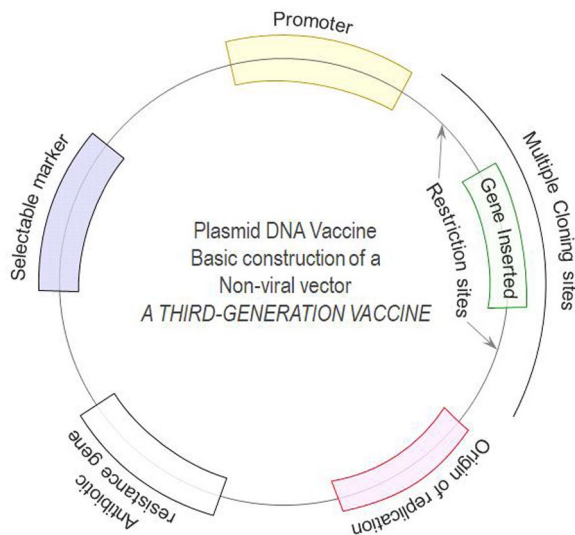 Promoter
Multiple Cloning sites
Restriction sites
Gene Inserted
Selectable marker
Plasmid DNA Vaccine
Basic construction of a
Non-viral vector
A THIRD-GENERATION VACCINE
Origin of replication
Antibiotic
resistance gene